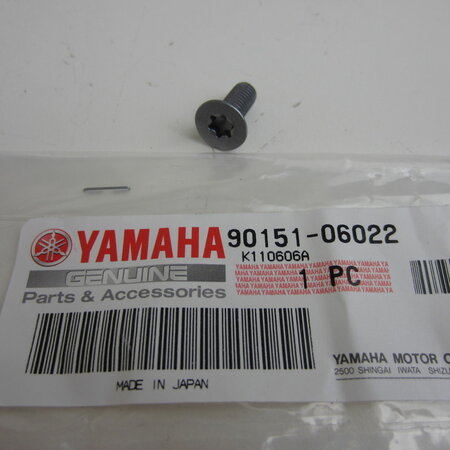 YAMAHA 90151-06022
GENUINE K110606A
Parts & Accessories 1 PC
YAMAHA MOTOR C
2500 SHINGAI IWATA SHIZU
MADE IN JAPAN